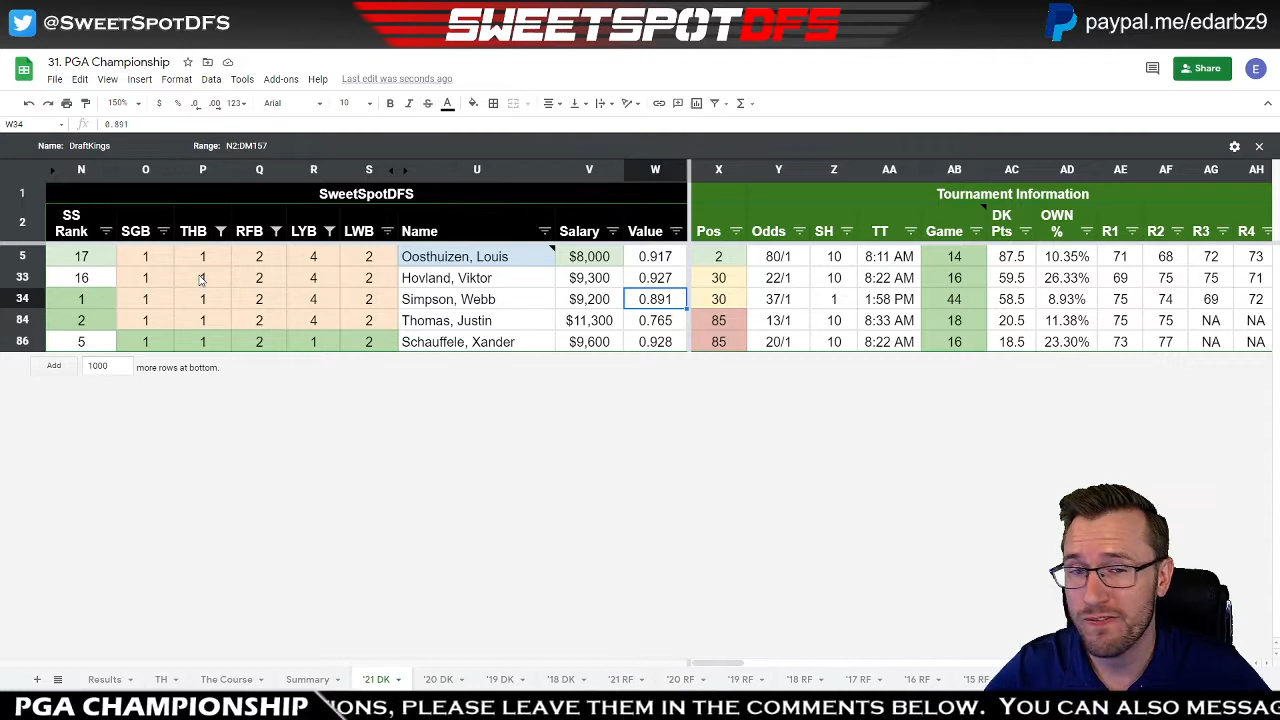 @SWEETSPOTDFS
SWEETSPOTDFS
paypal.me/edarbz9
31. PGA Championship
File Edit View Insert Format Data Tools Add-ons Help Last edit was seconds ago
Share
E
150% $ % .0 .00 123 Arial 10 B I S A
W34 fx 0.891
Name: DraftKings Range: N2:DM157
N O P Q R S U V W X Y Z AA AB AC AD AE AF AG AH
1 SweetSpotDFS Tournament Information
2 SS Rank SGB THB RFB LYB LWB Name Salary Value Pos Odds SH TT Game DK Pts OWN % R1 R2 R3 R4
5 17 1 1 2 4 2 Oosthuizen, Louis $8,000 0.917 2 80/1 10 8:11 AM 14 87.5 10.35% 71 68 72 73
33 16 1 1 2 4 2 Hovland, Viktor $9,300 0.927 30 22/1 10 8:22 AM 16 59.5 26.33% 69 75 75 71
34 1 1 1 2 4 2 Simpson, Webb $9,200 0.891 30 37/1 1 1:58 PM 44 58.5 8.93% 75 74 69 72
84 2 1 1 2 4 2 Thomas, Justin $11,300 0.765 85 13/1 10 8:33 AM 18 20.5 11.38% 75 75 NA NA
86 5 1 1 2 1 2 Schauffele, Xander $9,600 0.928 85 20/1 10 8:22 AM 16 18.5 23.30% 73 77 NA NA
Add 1000 more rows at bottom.
+ Results TH The Course Summary '21 DK '20 DK '19 DK '18 DK '21 RF '20 RF '19 RF '18 RF '17 RF '16 RF '15 RF
PGA CHAMPIONSHIP
IONS, PLEASE LEAVE THEM IN THE COMMENTS BELOW. YOU CAN ALSO MESSAG